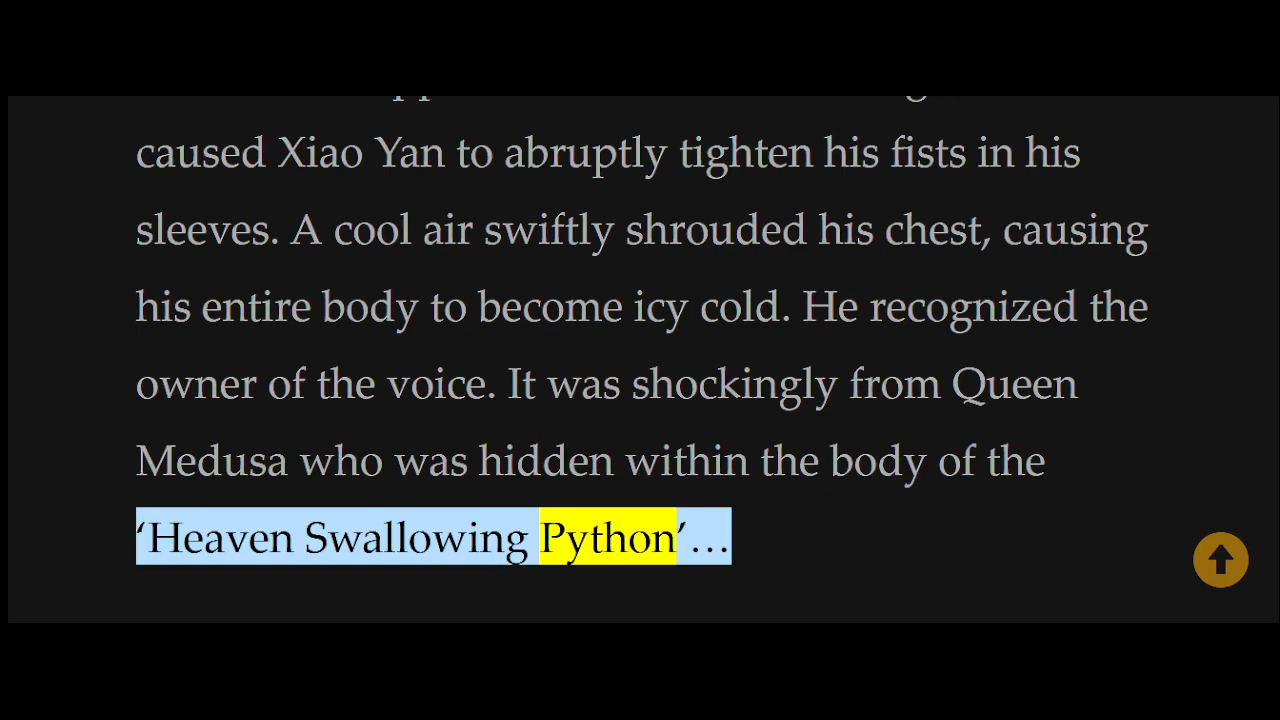 caused Xiao Yan to abruptly tighten his fists in his
sleeves. A cool air swiftly shrouded his chest, causing
his entire body to become icy cold. He recognized the
owner of the voice. It was shockingly from Queen
Medusa who was hidden within the body of the
‘Heaven Swallowing Python’…